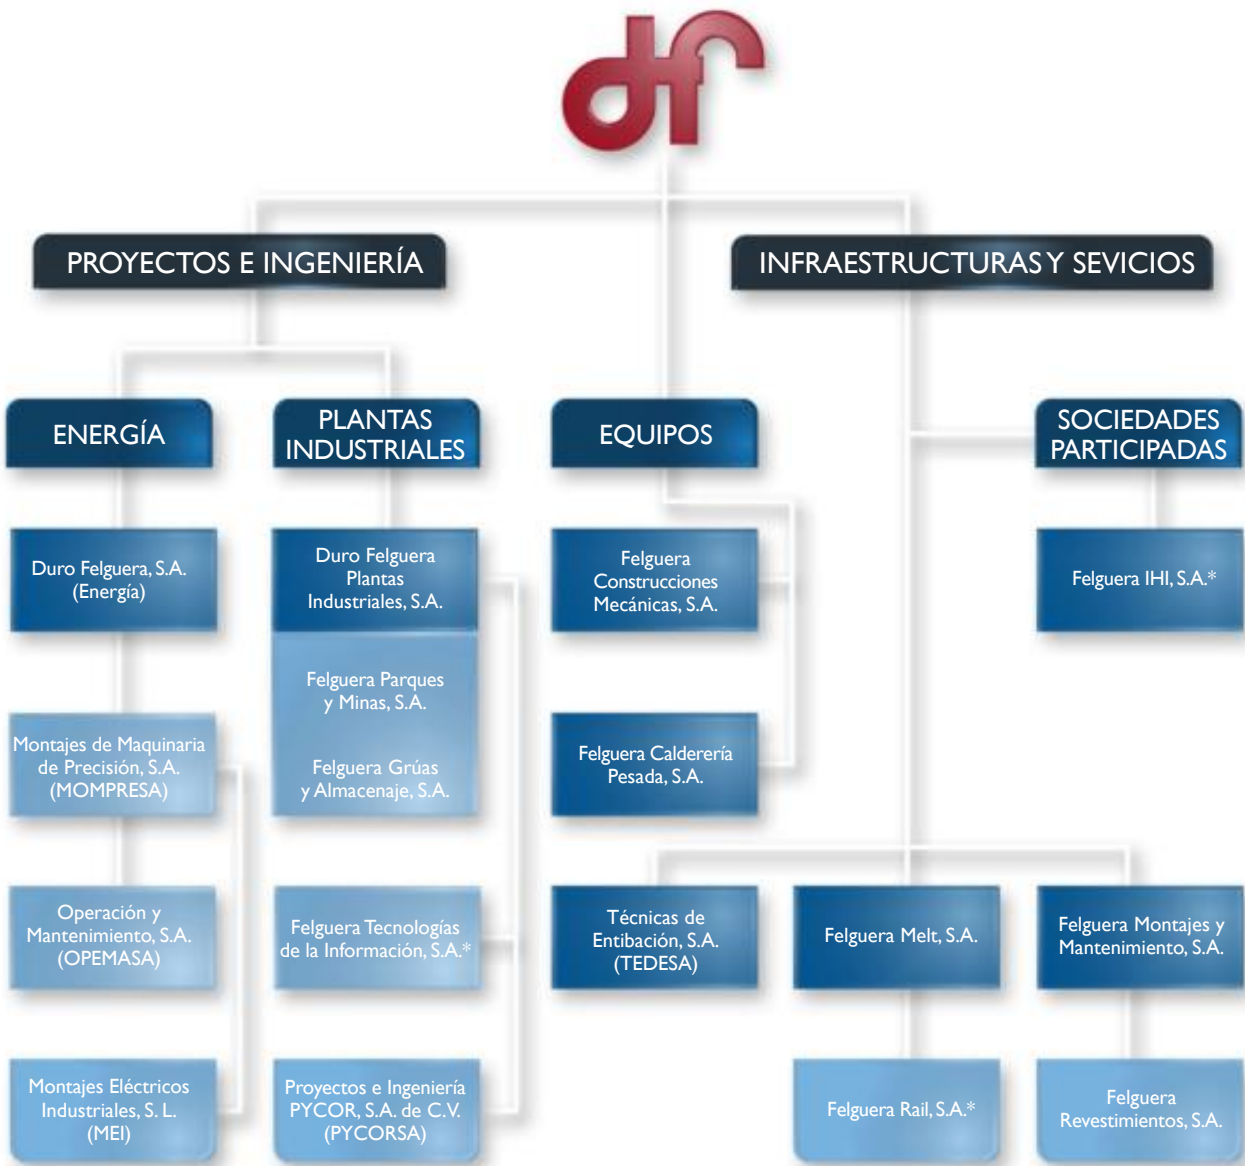 df
PROYECTOS E INGENIERÍA
INFRAESTRUCTURAS Y SEVICIOS
ENERGÍA
PLANTAS
INDUSTRIALES
EQUIPOS
SOCIEDADES
PARTICIPADAS
Duro Felguera, S.A.
(Energía)
Duro Felguera
Plantas
Industriales, S.A.
Felguera
Construcciones
Mecánicas, S.A.
Felguera IHI, S.A.*
Felguera Parques
y Minas, S.A.
Felguera Grúas
y Almacenaje, S.A.
Montajes de Maquinaria
de Precisión, S.A.
(MOMPRESA)
Felguera Calderería
Pesada, S.A.
Operación y
Mantenimiento, S.A.
(OPEMASA)
Felguera Tecnologías
de la Información, S.A.*
Técnicas de
Entibación, S.A.
(TEDESA)
Felguera Melt, S.A.
Felguera Montajes y
Mantenimiento, S.A.
Montajes Eléctricos
Industriales, S. L.
(MEI)
Proyectos e Ingeniería
PYCOR, S.A. de C.V.
(PYCORSA)
Felguera Rail, S.A.*
Felguera
Revestimientos, S.A.